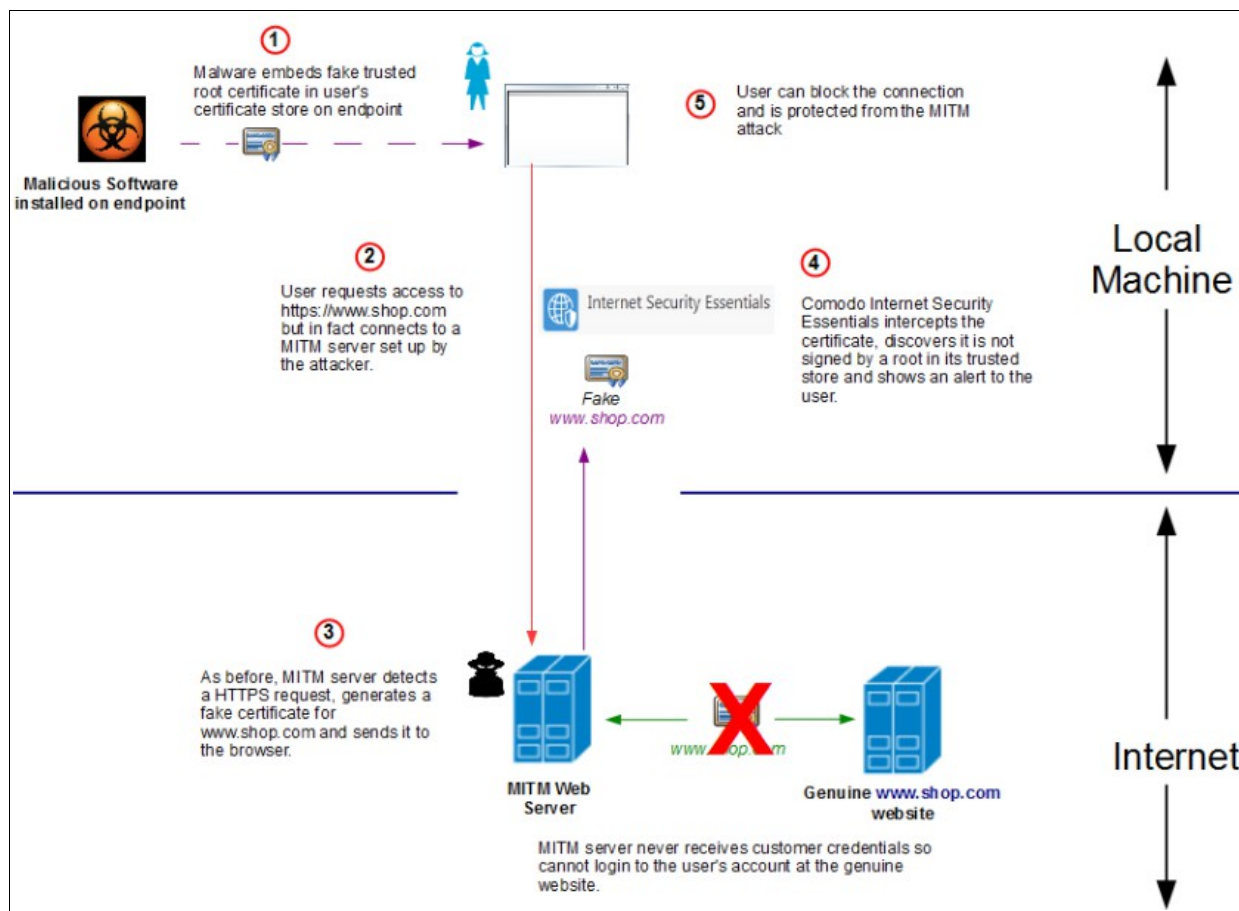 1
Malware embeds fake trusted
root certificate in user's
certificate store on endpoint
Malicious Software
installed on endpoint
5
User can block the connection
and is protected from the MITM
attack
2
User requests access to
https://www.shop.com
but in fact connects to a
MITM server set up by
the attacker.
Internet Security Essentials
Fake
www.shop.com
4
Comodo Internet Security
Essentials intercepts the
certificate, discovers it is not
signed by a root in its trusted
store and shows an alert to the
user.
Local
Machine
3
As before, MITM server detects
a HTTPS request, generates a
fake certificate for
www.shop.com and sends it to
the browser.
MITM Web
Server
X
www.shop.com
Genuine www.shop.com
website
MITM server never receives customer credentials so
cannot login to the user's account at the genuine
website.
Internet